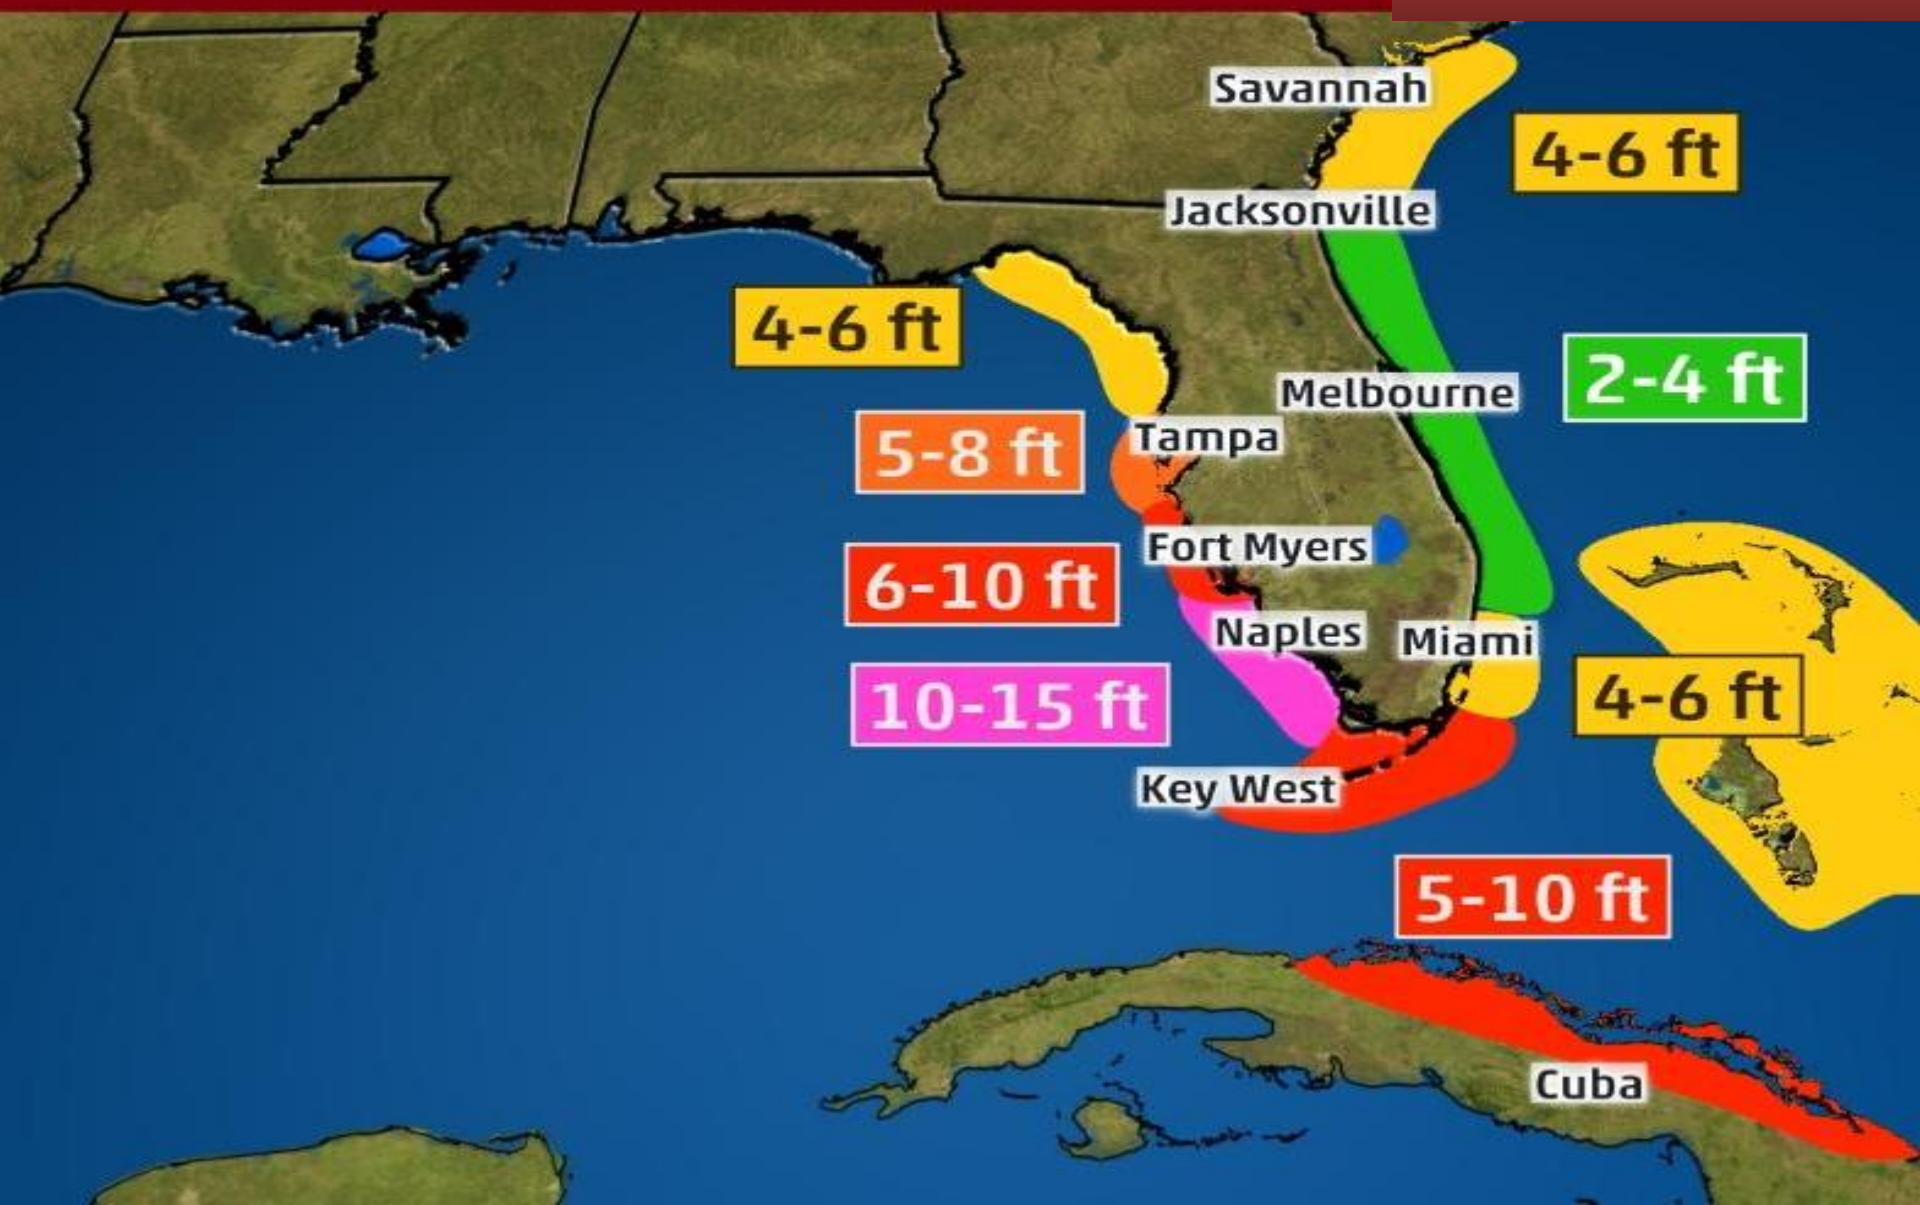 Savannah
4-6 ft
Jacksonville
4-6 ft
2-4 ft
Melbourne
5-8 ft
Tampa
Fort Myers
6-10 ft
Naples
Miami
10-15 ft
4-6 ft
Key West
5-10 ft
Cuba